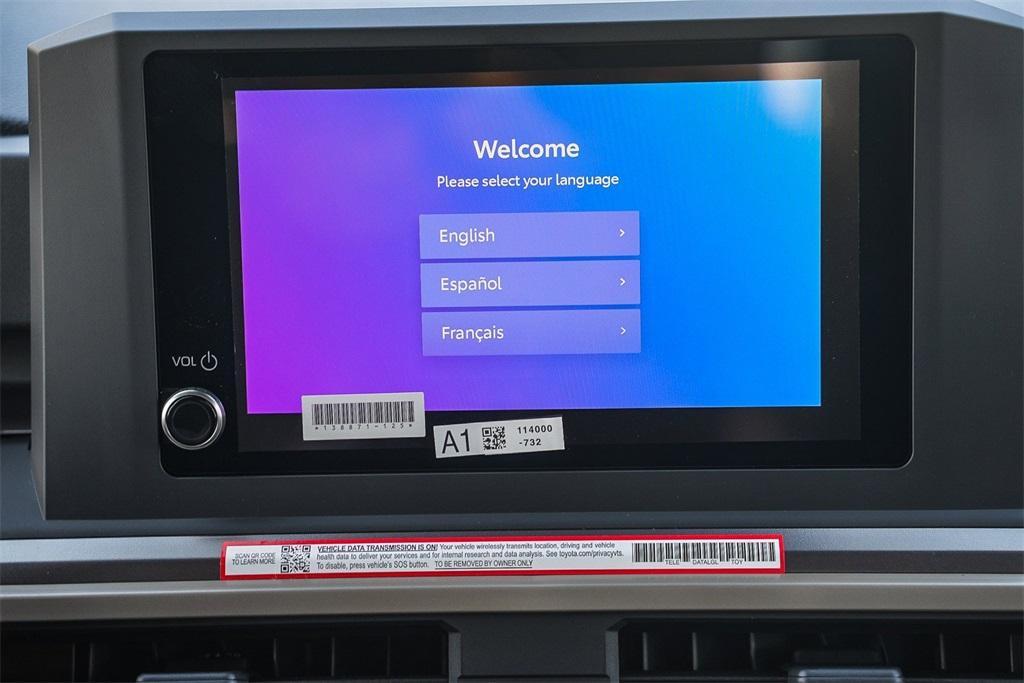 Welcome
Please select your language
English
Español
Français
VOL
*138871-125*
A1
114000
-732
SCAN QR CODE
TO LEARN MORE
VEHICLE DATA TRANSMISSION IS ON! Your vehicle wirelessly transmits location, driving and vehicle
health data to deliver your services and for internal research and data analysis. See toyota.com/privacyvts.
To disable, press vehicle's SOS button. TO BE REMOVED BY OWNER ONLY
TELE DATALGL TOY